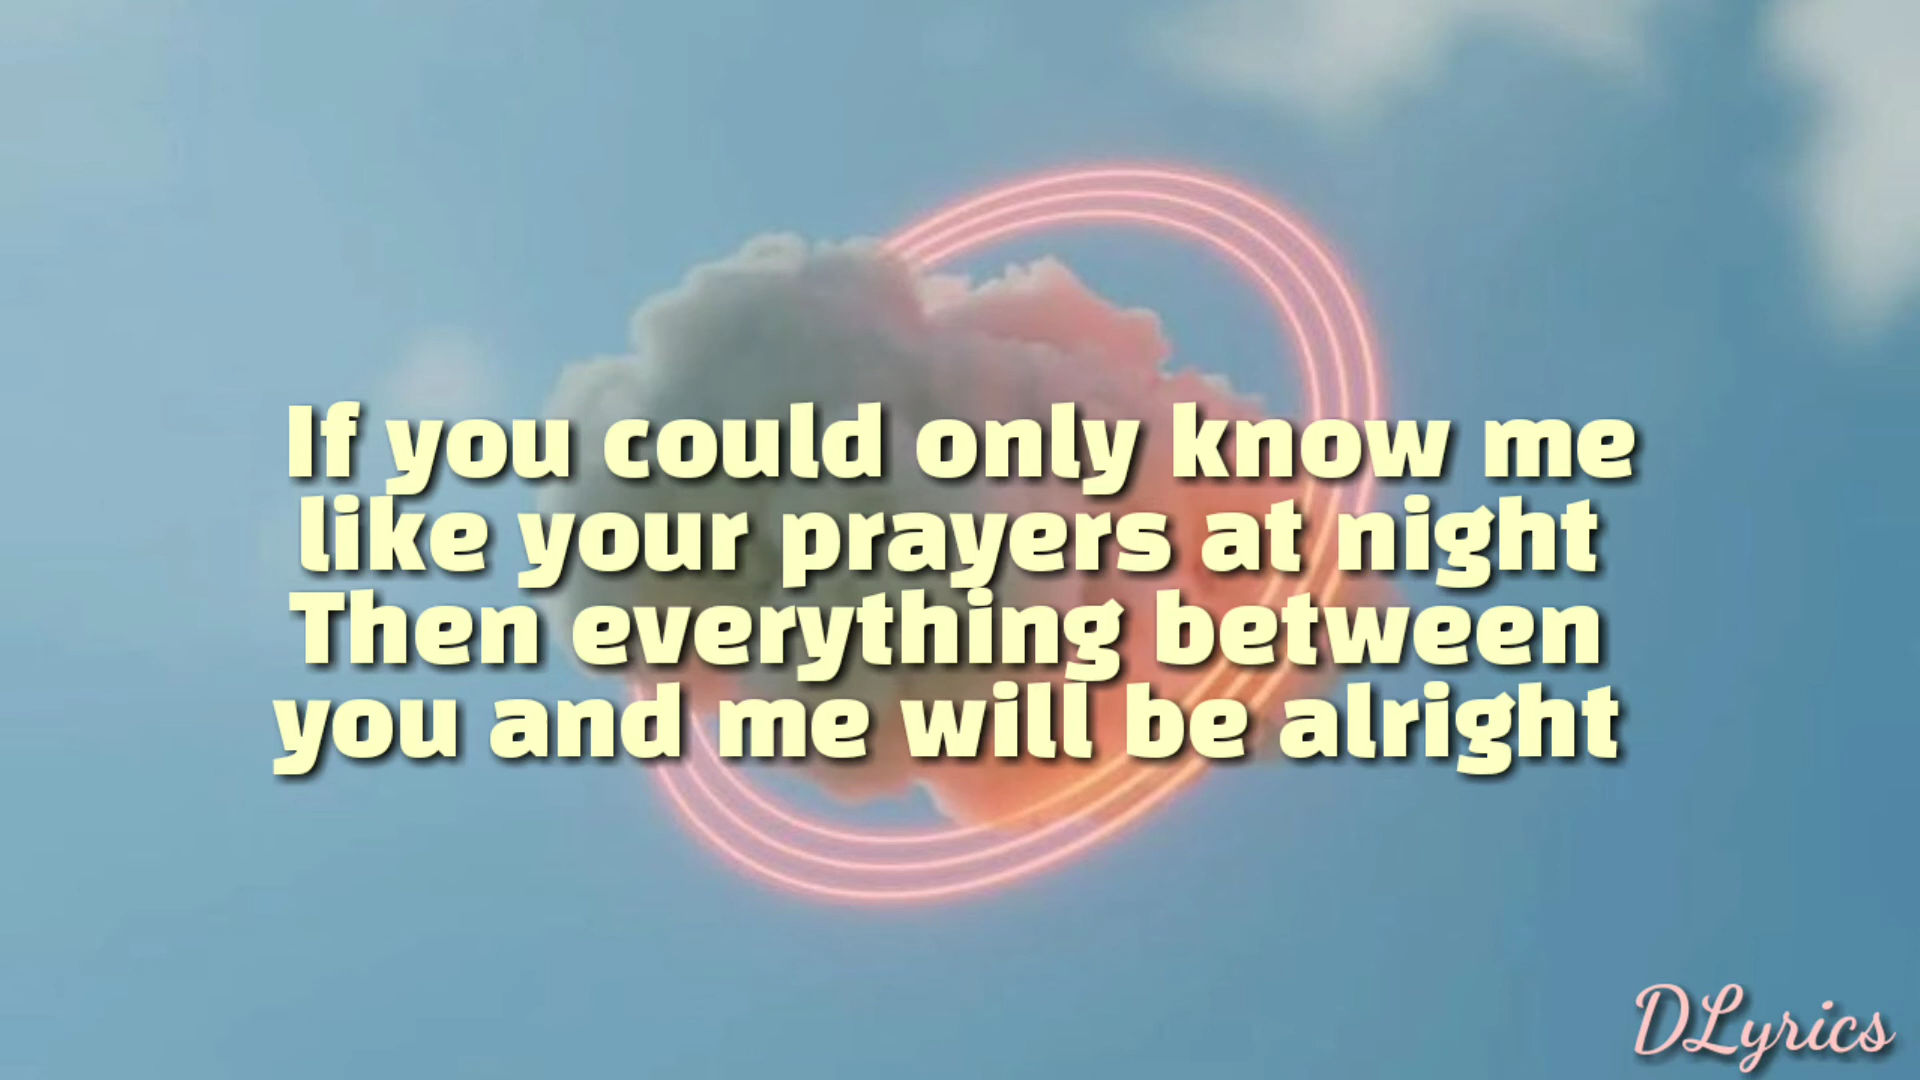 If you could only know me
like your prayers at night
Then everything between
you and me will be alright
DLyrics